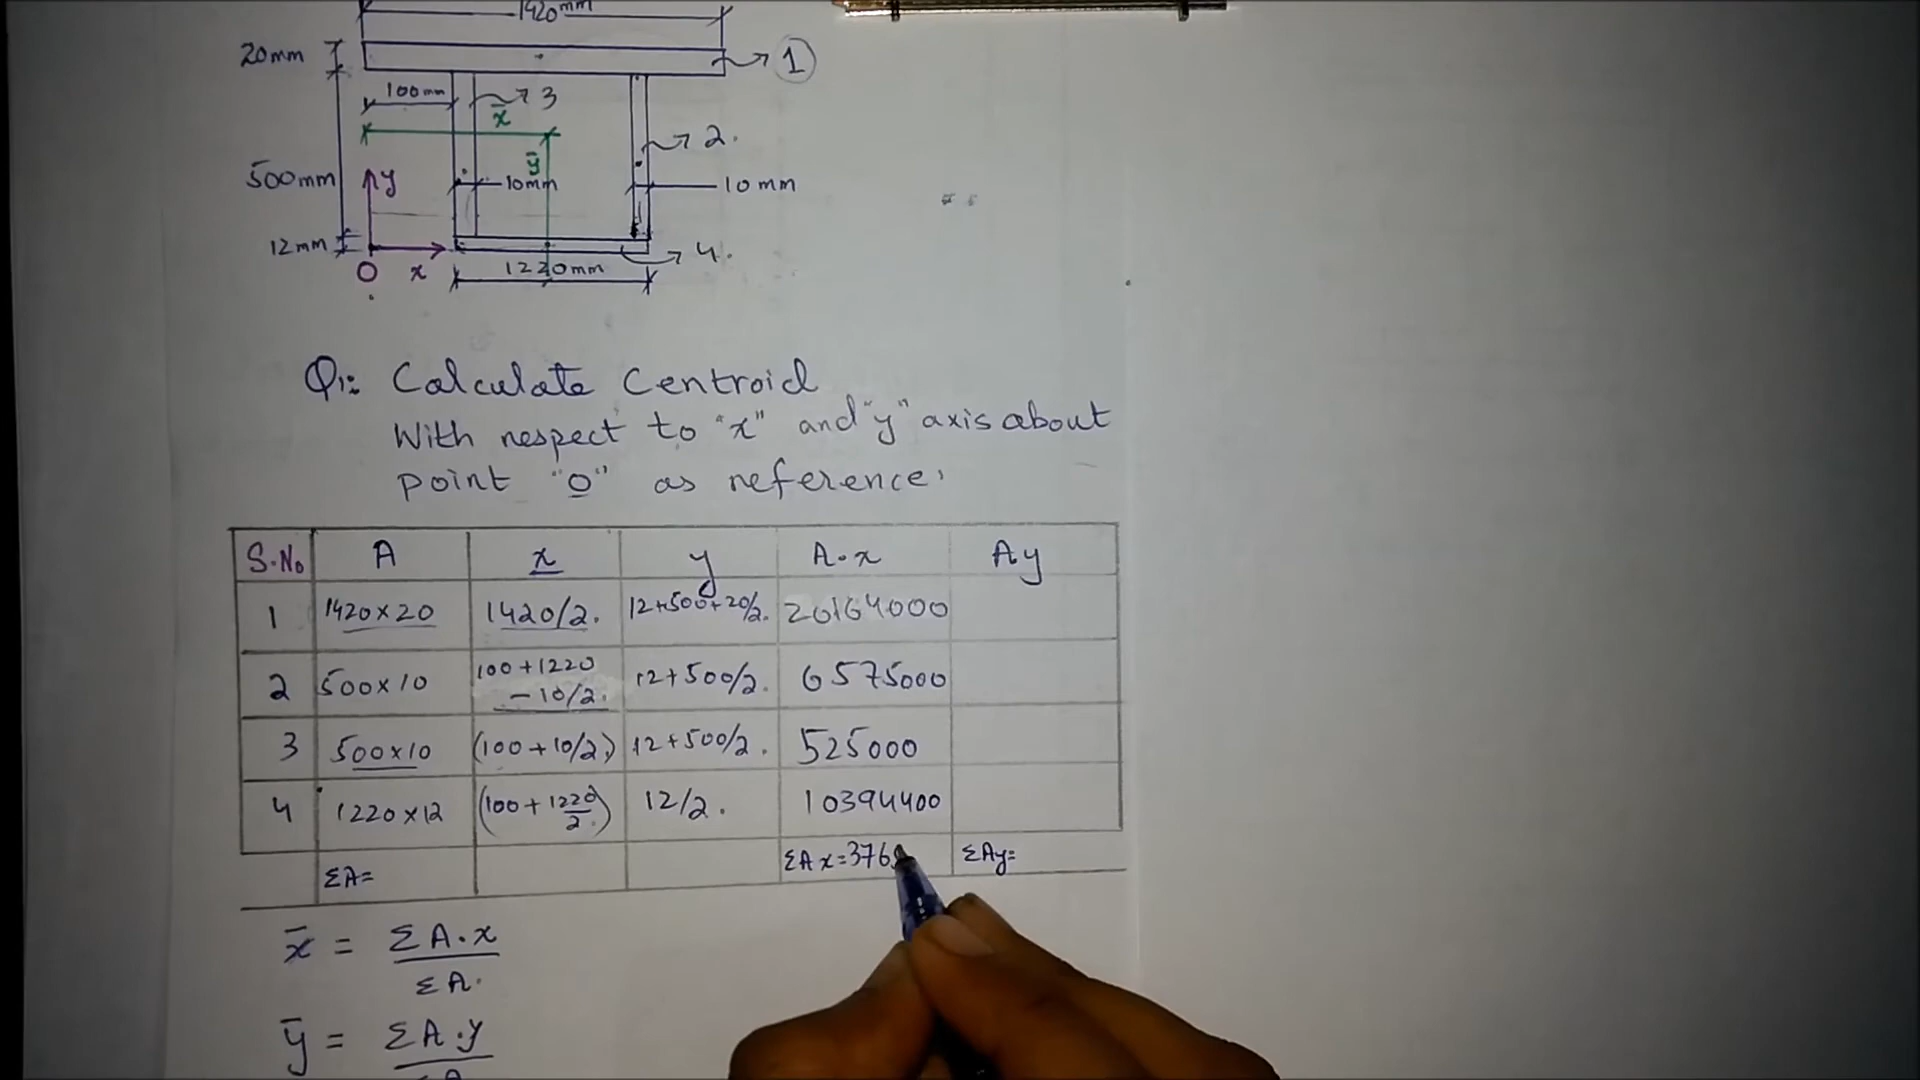 1420mm
20mm
1
100mm
3
x̄
2.
ȳ
500mm
y
10mm
10mm
12mm
4.
O x
1220mm
Q1: Calculate Centroid
With respect to "x" and "y" axis about
point "O" as reference.
S.No A x y A.x Ay
1 1420×20 1420/2. 12+500+20/2. 20164000
2 500×10 100+1220 -10/2. 12+500/2. 6575000
3 500×10 (100+10/2) 12+500/2. 525000
4 1220×12 (100+1220/2) 12/2. 10394400
ΣA= ΣAx=376 ΣAy=
x̄ = ΣA.x
ΣA.
ȳ = ΣA.y